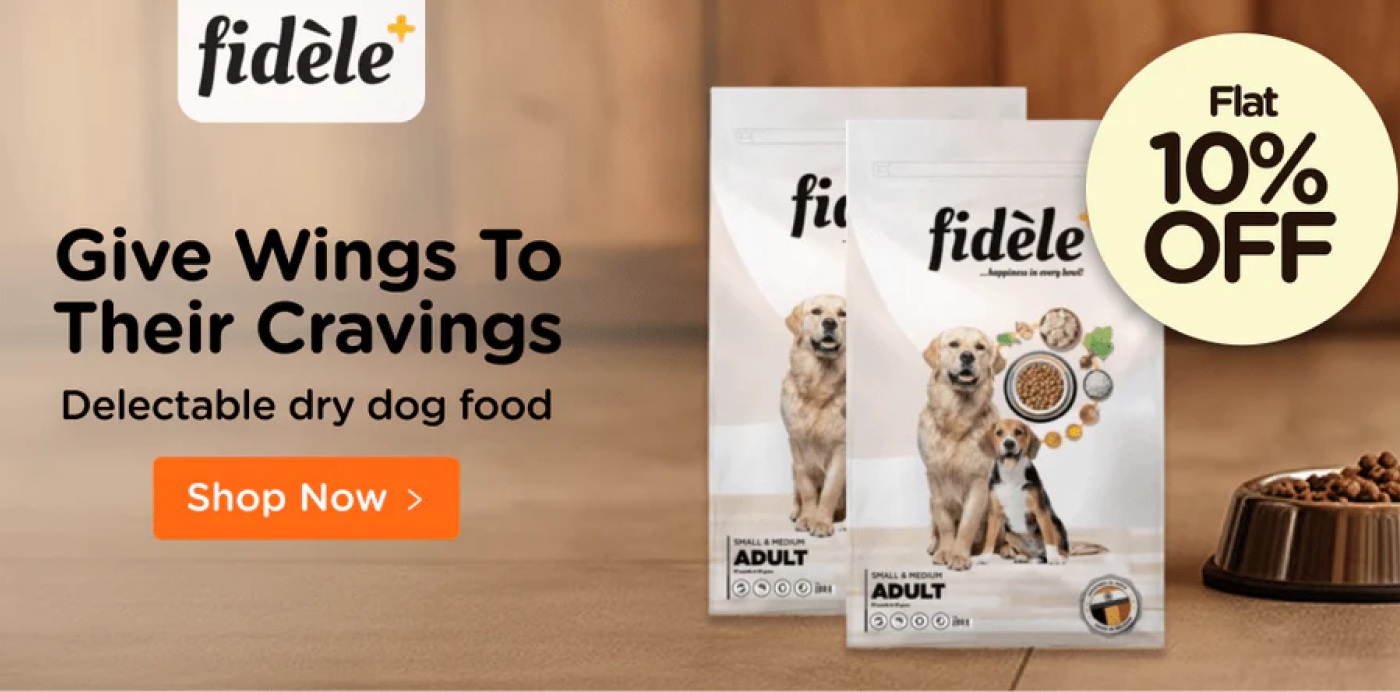 fidèle+
Give Wings To
Their Cravings
Delectable dry dog food
Shop Now >
Flat
10%
OFF
fidèle
...happiness in every bowl!
SMALL & MEDIUM
ADULT
SMALL & MEDIUM
ADULT